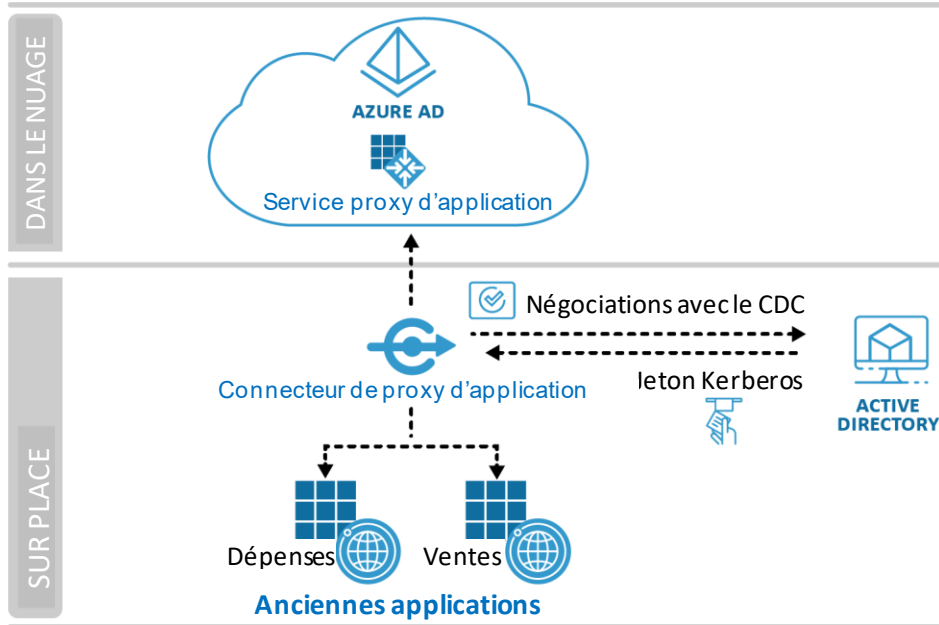 DANS LE NUAGE
AZURE AD
Service proxy d'application
Négociations avec le CDC
Connecteur de proxy d'application
Jeton Kerberos
ACTIVE
DIRECTORY
SUR PLACE
Dépenses
Ventes
Anciennes applications